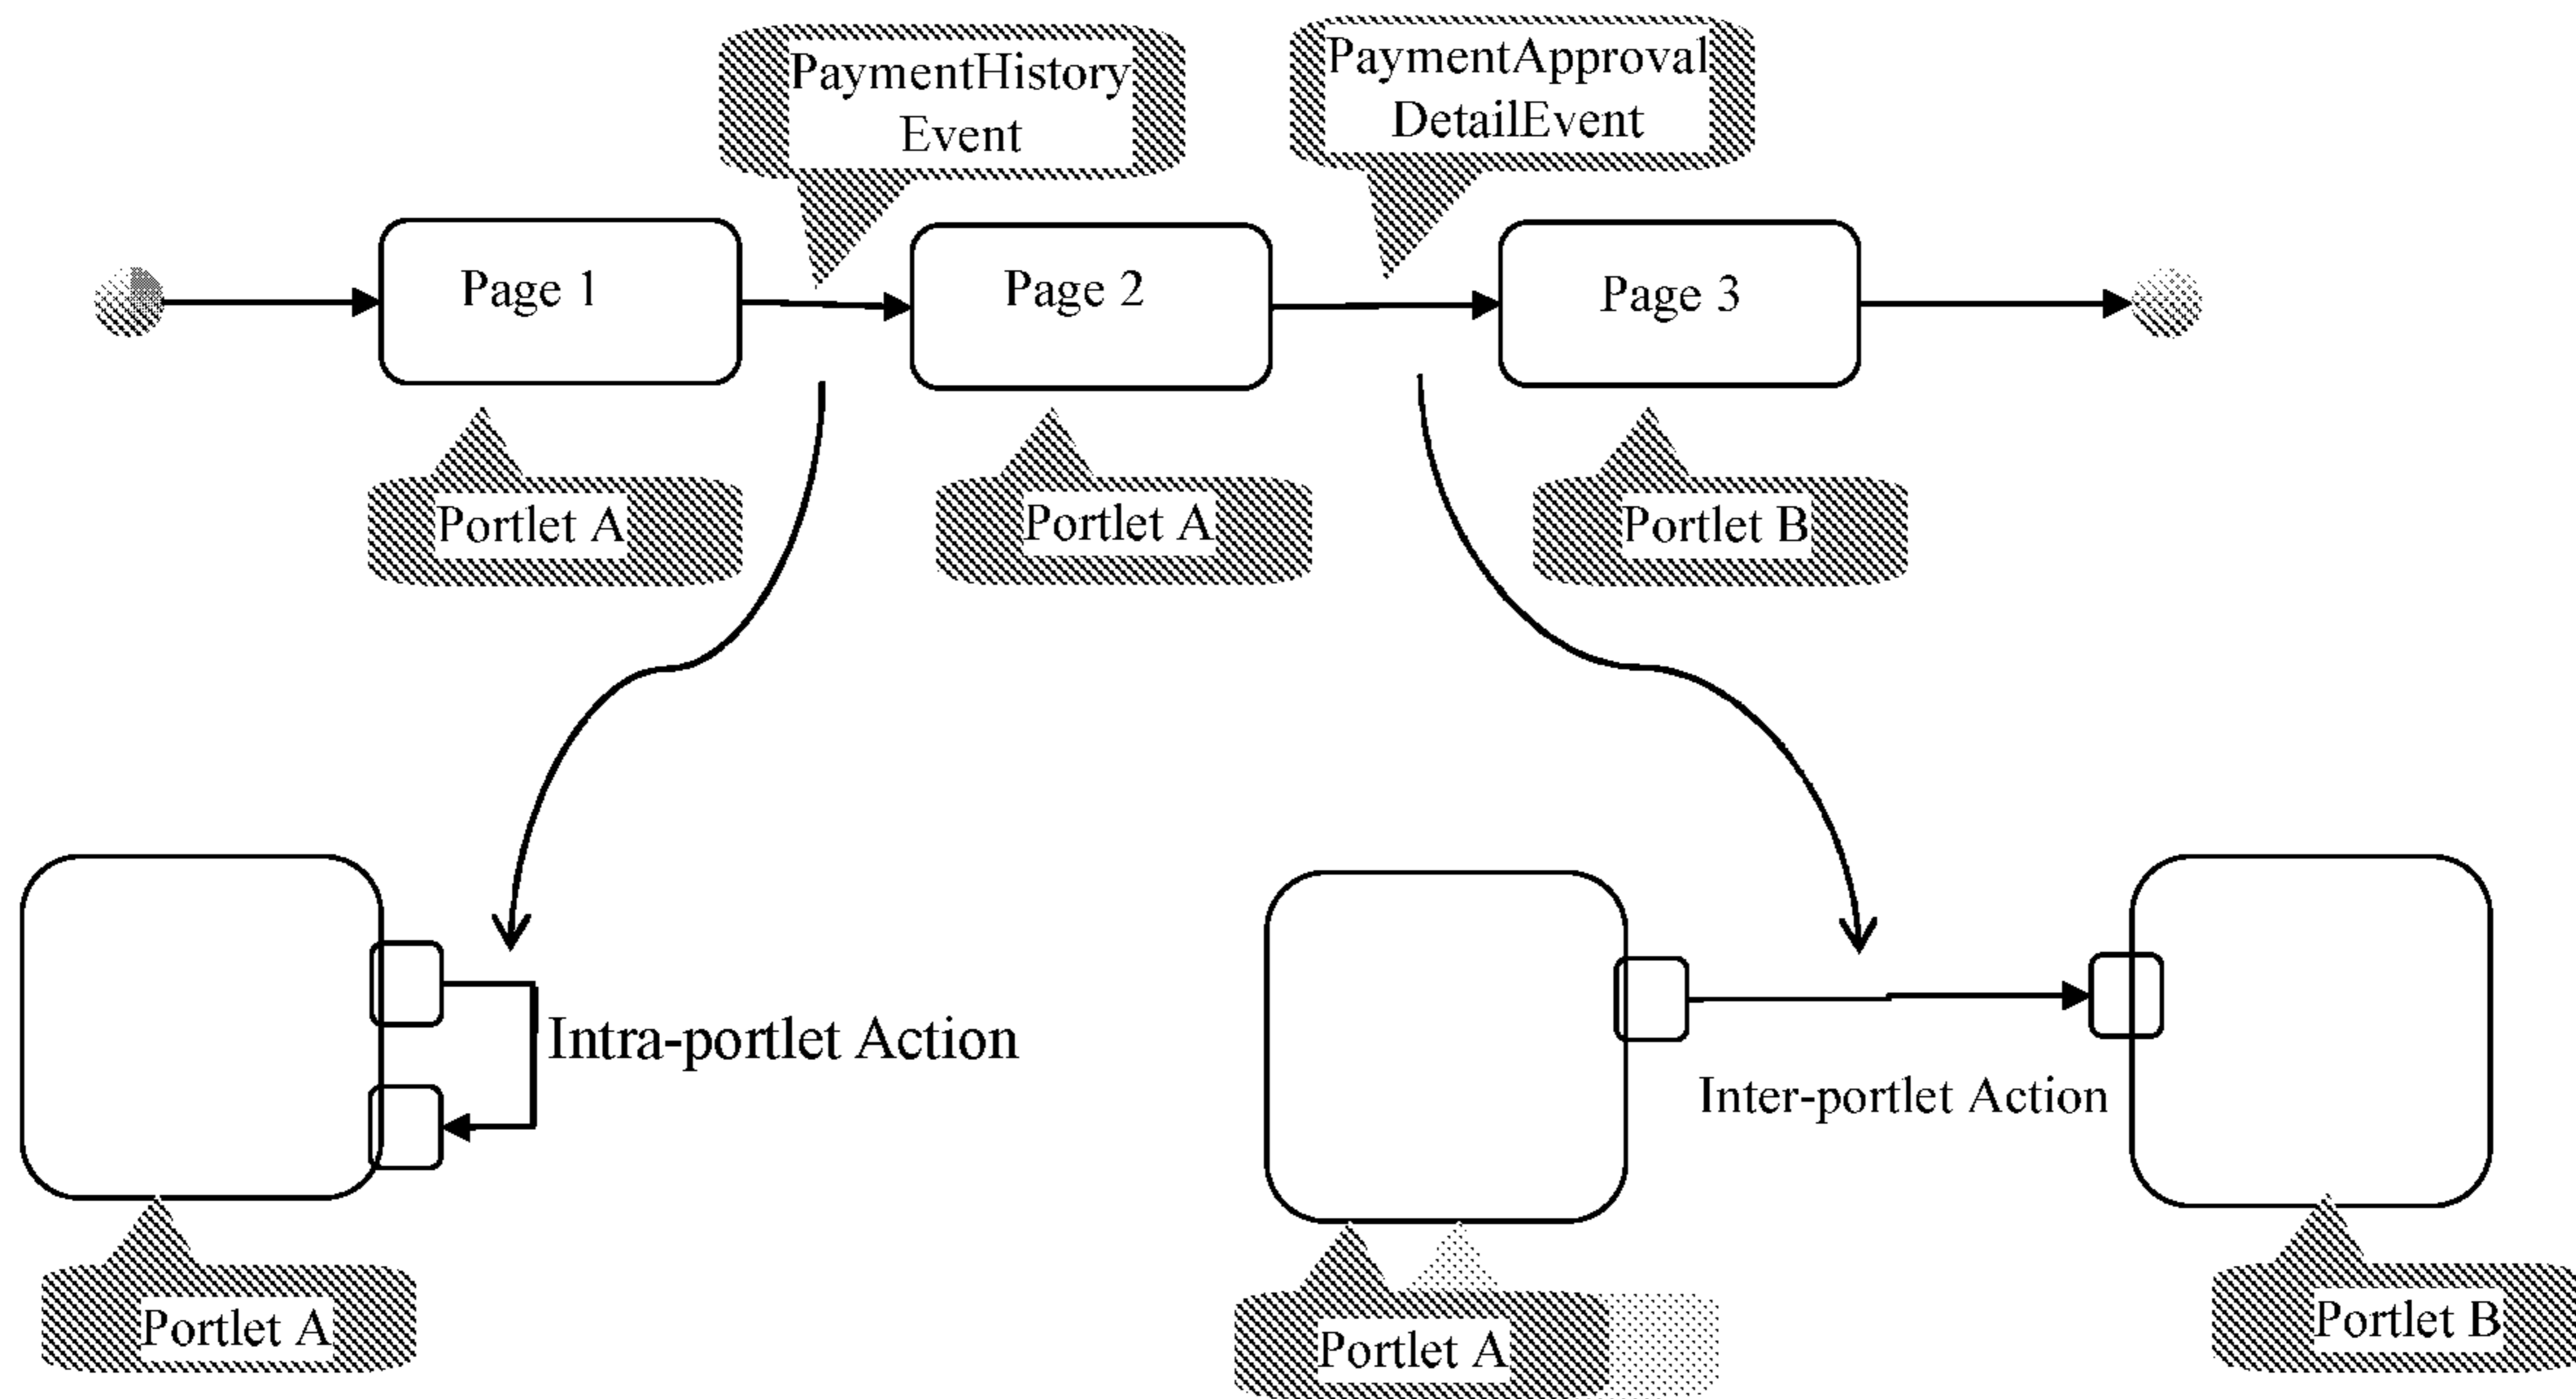 PaymentHistory
Event
PaymentApproval
DetailEvent
Page 1
Page 2
Page 3
Portlet A
Portlet A
Portlet B
Intra-portlet Action
Inter-portlet Action
Portlet A
Portlet A
Portlet B